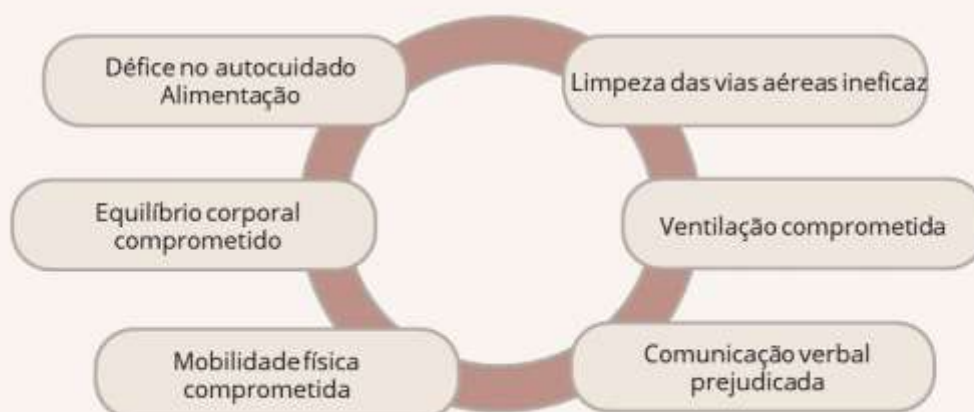 Défice no autocuidado
Alimentação
Limpeza das vias aéreas ineficaz
Equilíbrio corporal
comprometido
Ventilação comprometida
Mobilidade física
comprometida
Comunicação verbal
prejudicada